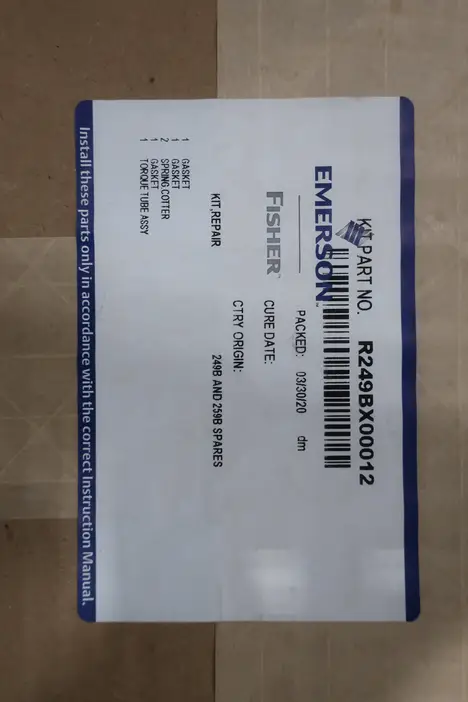 KIT PART NO. R249BX00012
EMERSON™
PACKED: 03/30/20 dm
FISHER™
CURE DATE:
CTRY ORIGIN:
KIT,REPAIR 249B AND 259B SPARES
1 GASKET
1 GASKET
2 SPRING COTTER
1 GASKET
1 TORQUE TUBE ASSY
Install these parts only in accordance with the correct Instruction Manual.